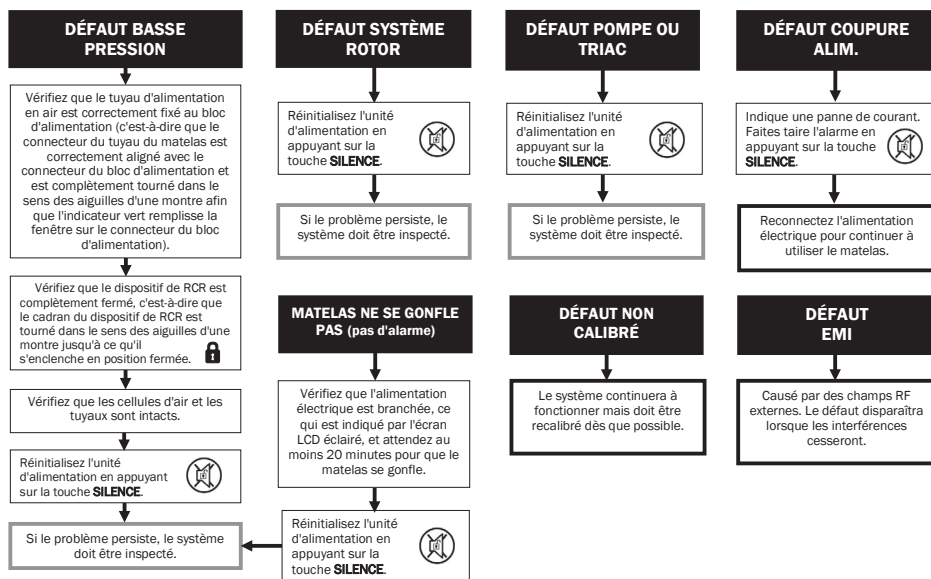 DÉFAUT BASSE
PRESSION
Vérifiez que le tuyau d'alimentation
en air est correctement fixé au bloc
d'alimentation (c'est-à-dire que le
connecteur du tuyau du matelas est
correctement aligné avec le
connecteur du bloc d'alimentation et
est complètement tourné dans le
sens des aiguilles d'une montre afin
que l'indicateur vert remplisse la
fenêtre sur le connecteur du bloc
d'alimentation).
Vérifiez que le dispositif de RCR est
complètement fermé, c'est-à-dire que
le cadran du dispositif de RCR est
tourné dans le sens des aiguilles d'une
montre jusqu'à ce qu'il
s'enclenche en position fermée.
Vérifiez que les cellules d'air et les
tuyaux sont intacts.
Réinitialisez l'unité
d'alimentation en appuyant
sur la touche SILENCE.
Si le problème persiste, le système
doit être inspecté.
DÉFAUT SYSTÈME
ROTOR
Réinitialisez l'unité
d'alimentation en
appuyant sur la
touche SILENCE.
Si le problème persiste, le
système doit être inspecté.
MATELAS NE SE GONFLE
PAS (pas d'alarme)
Vérifiez que l'alimentation
électrique est branchée, ce
qui est indiqué par l'écran
LCD éclairé, et attendez au
moins 20 minutes pour que le
matelas se gonfle.
Réinitialisez l'unité
d'alimentation en
appuyant sur la
touche SILENCE.
DÉFAUT POMPE OU
TRIAC
Réinitialisez l'unité
d'alimentation en
appuyant sur la
touche SILENCE.
Si le problème persiste, le
système doit être inspecté.
DÉFAUT NON
CALIBRÉ
Le système continuera à
fonctionner mais doit être
recalibré dès que possible.
DÉFAUT COUPURE
ALIM.
Indique une panne de courant.
Faites taire l'alarme en
appuyant sur la touche
SILENCE.
Reconnectez l'alimentation
électrique pour continuer à
utiliser le matelas.
DÉFAUT
EMI
Causé par des champs RF
externes. Le défaut disparaîtra
lorsque les interférences
cesseront.